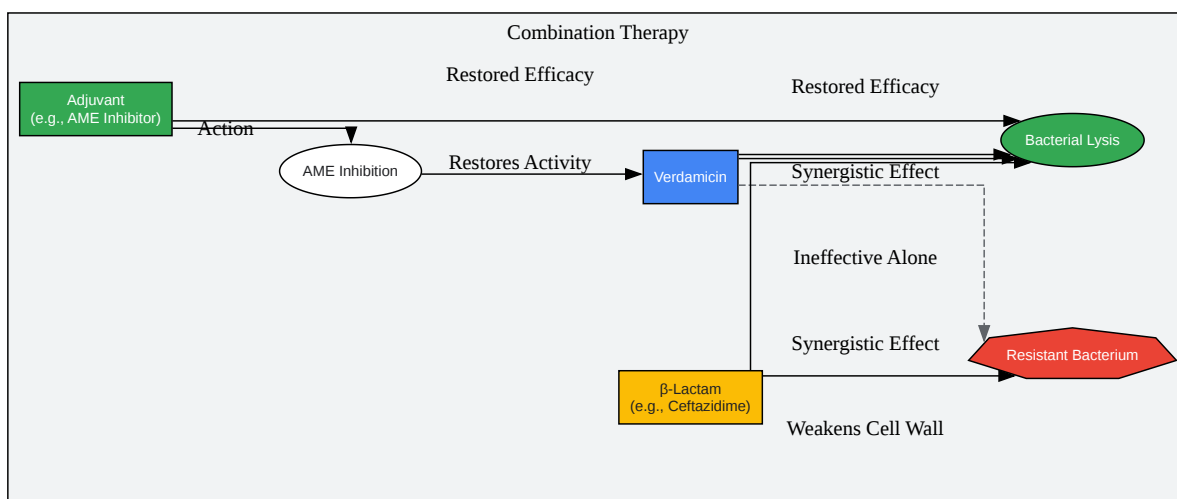 Combination Therapy
Restored Efficacy
Restored Efficacy
Adjuvant
(e.g., AME Inhibitor)
Action
Bacterial Lysis
AME Inhibition
Restores Activity
Verdamicin
Synergistic Effect
Ineffective Alone
Synergistic Effect
Resistant Bacterium
β-Lactam
(e.g., Ceftazidime)
Weakens Cell Wall